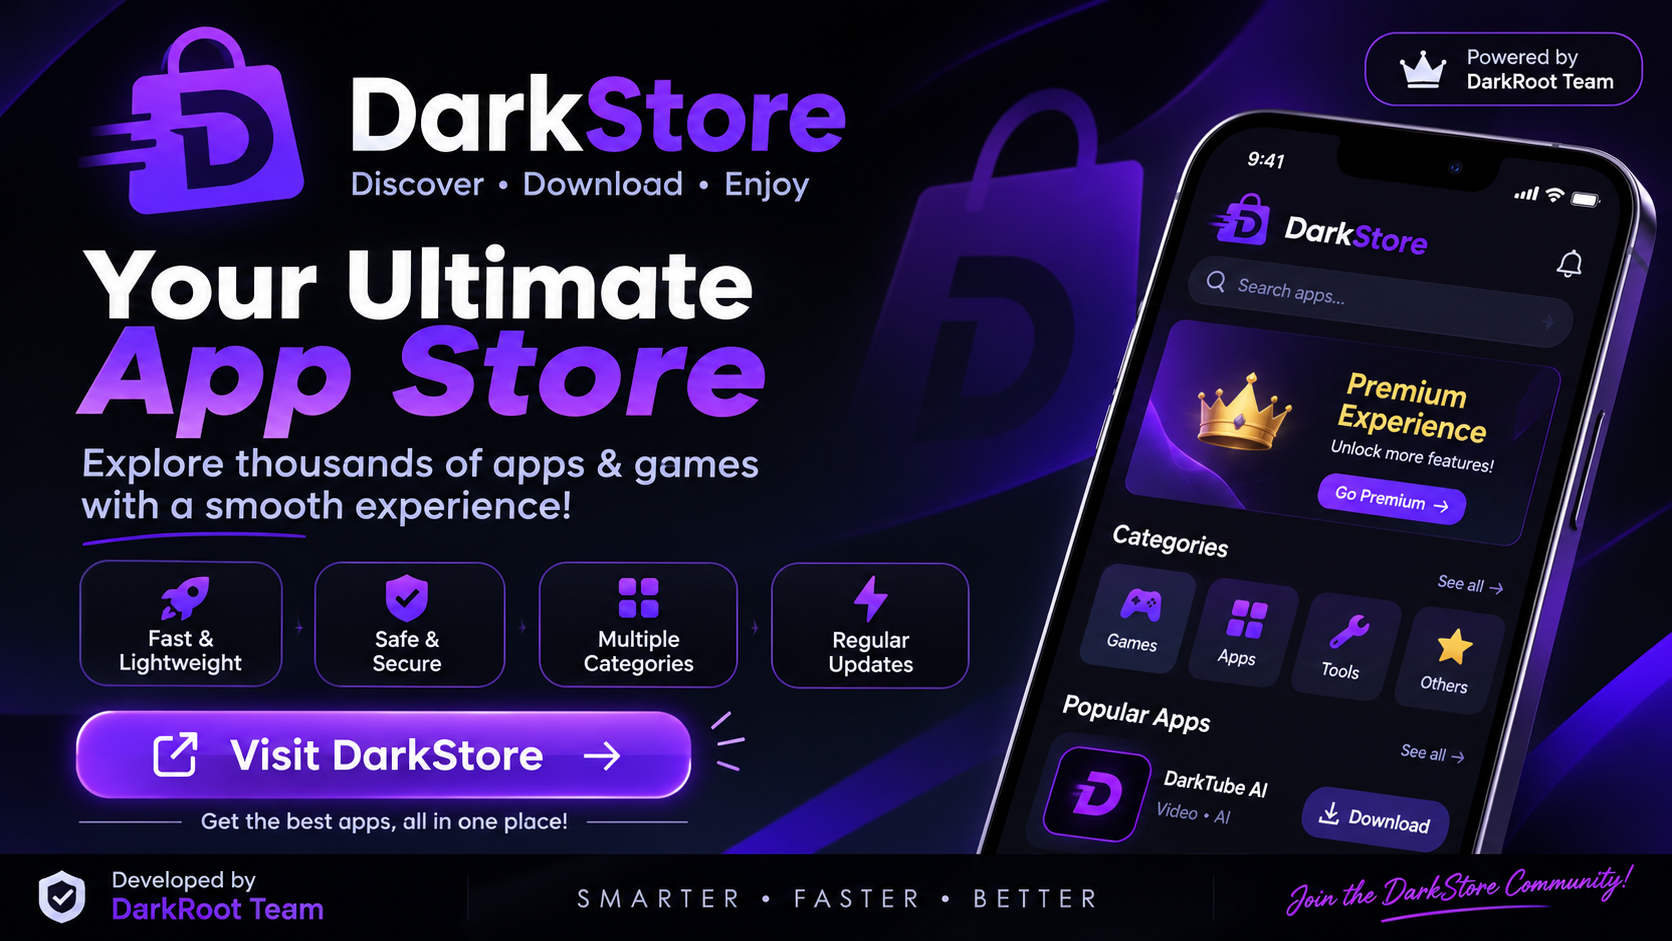 DarkStore
Discover • Download • Enjoy
Your Ultimate
App Store
Explore thousands of apps & games
with a smooth experience!
Fast &
Lightweight
Safe &
Secure
Multiple
Categories
Regular
Updates
Visit DarkStore
Get the best apps, all in one place!
Powered by
DarkRoot Team
9:41
D
DarkStore
Search apps...
Premium
Experience
Unlock more features!
Go Premium →
Categories
See all →
Games
Apps
Tools
Others
Popular Apps
See all →
D
DarkTube AI
Video • AI
Download
Developed by
DarkRoot Team
SMARTER • FASTER • BETTER
Join the DarkStore Community!